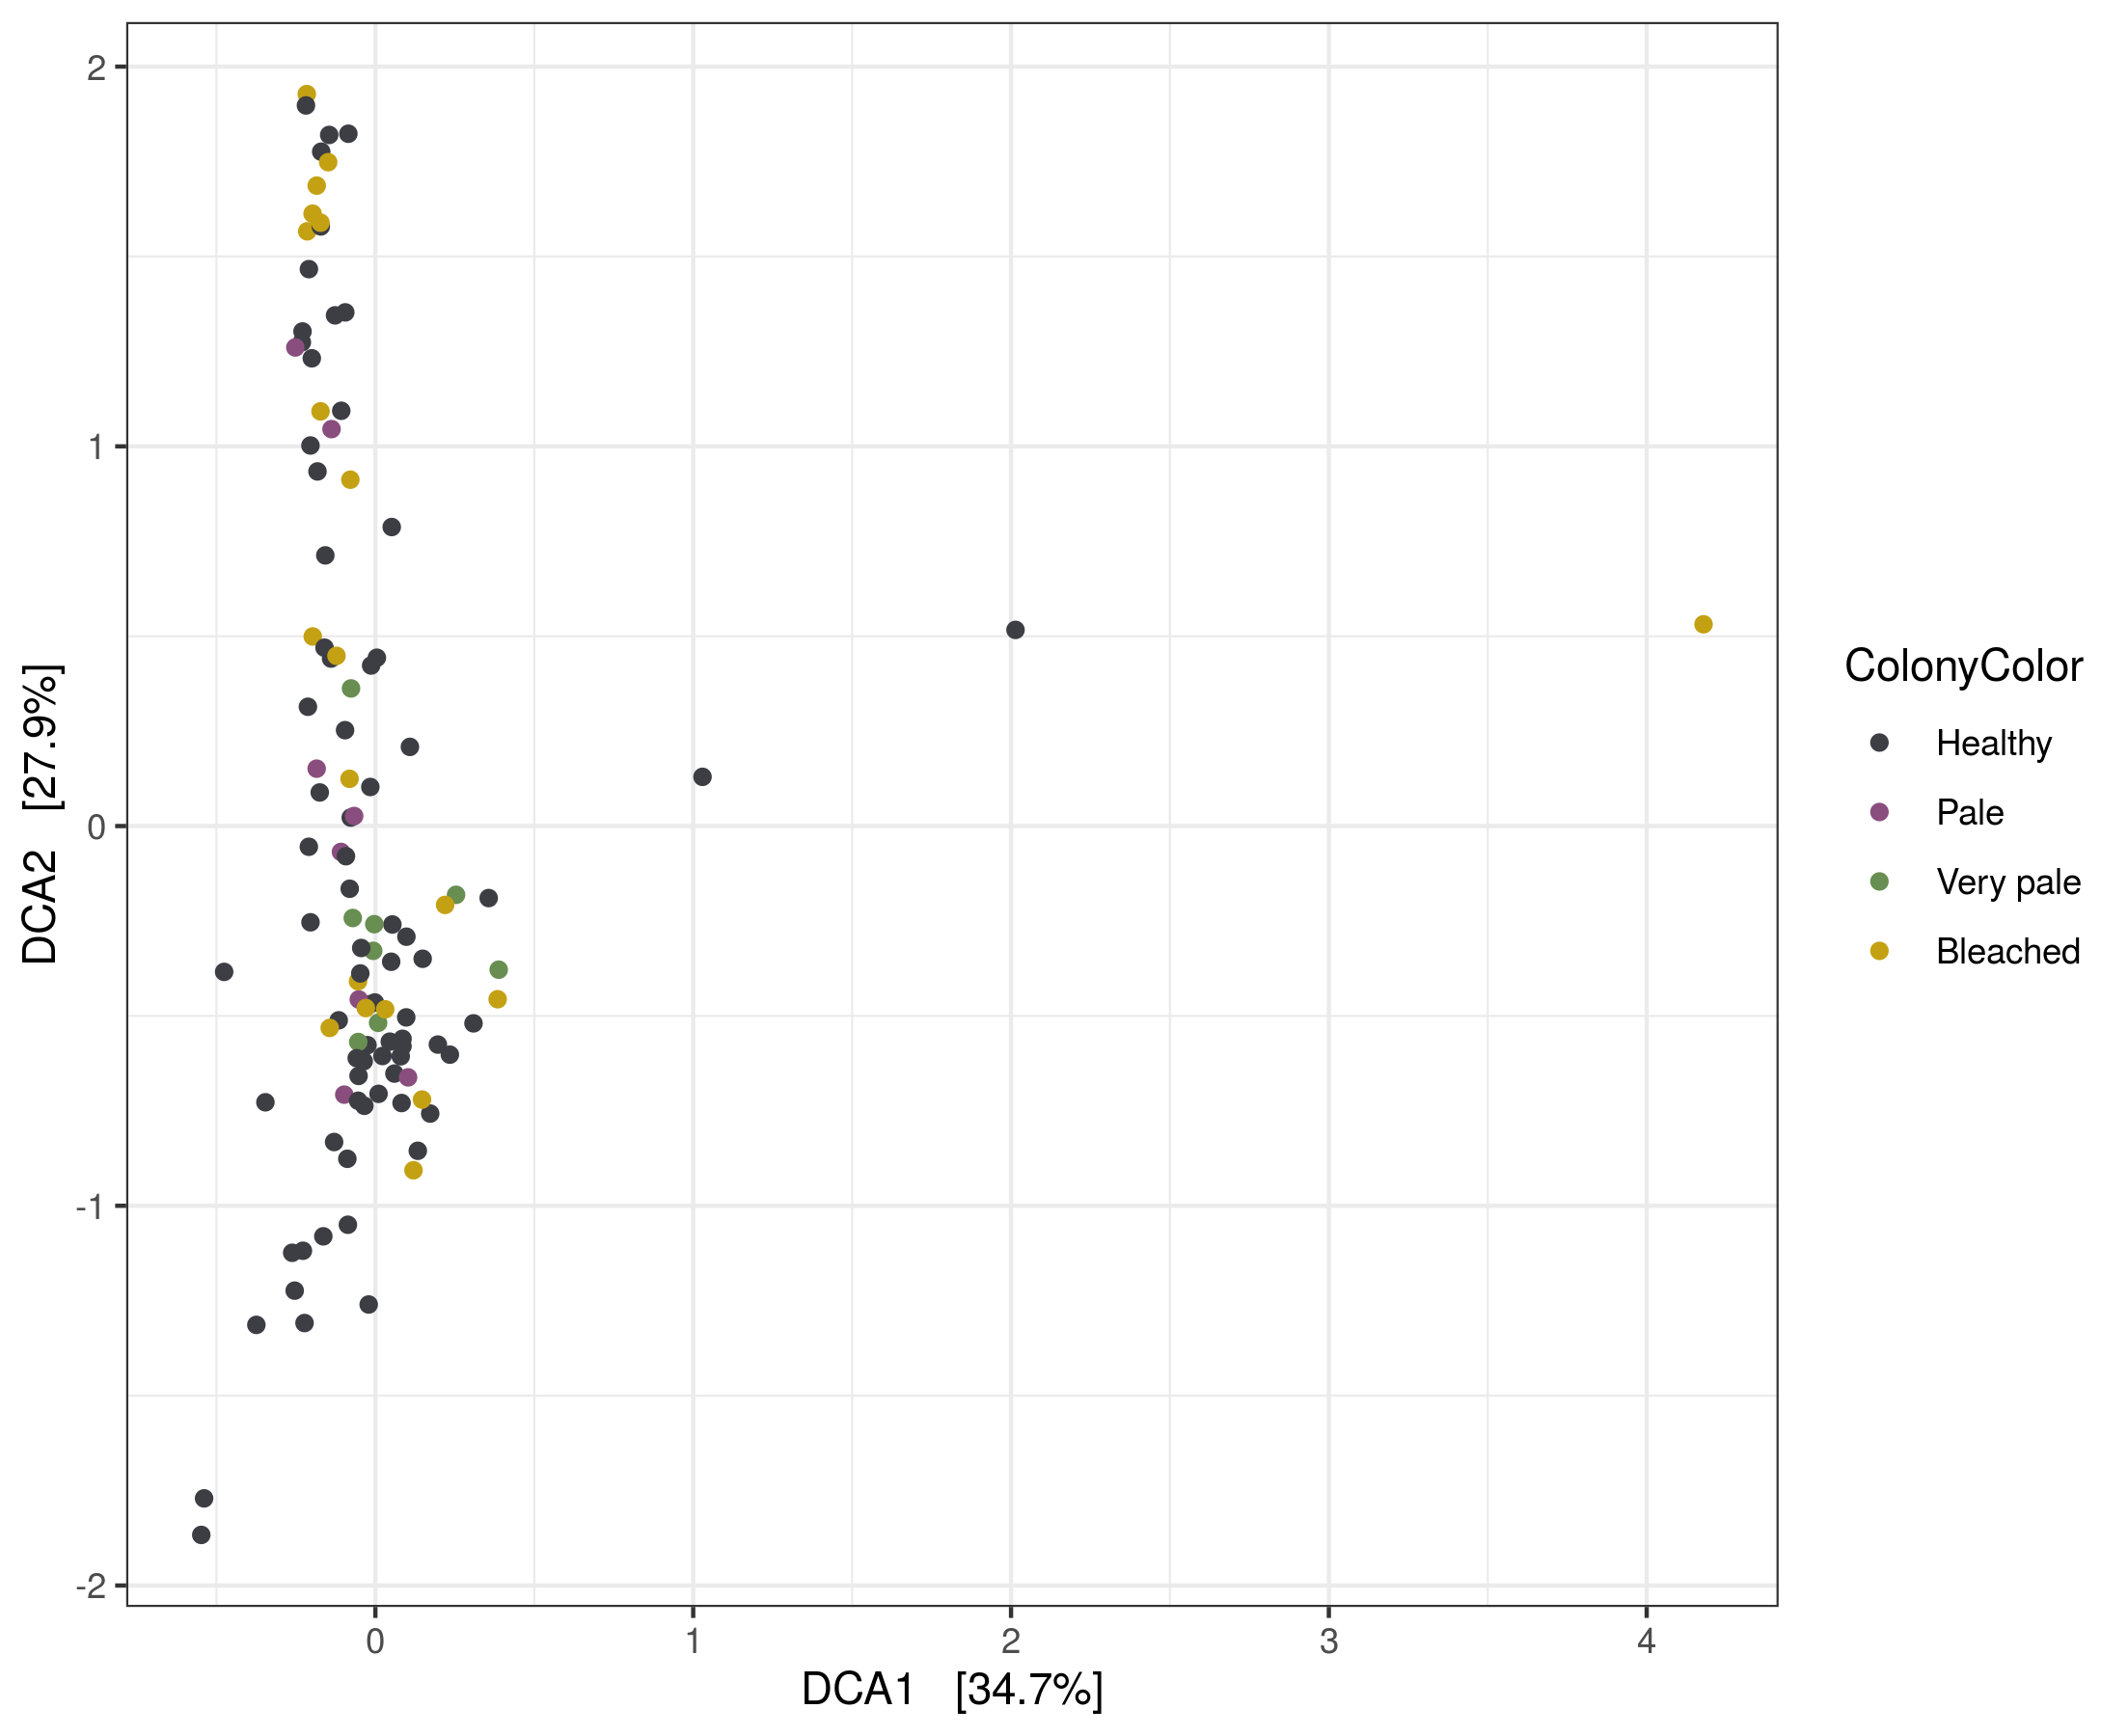 2
1
0
-1
-2
DCA2 [27.9%]
0 1 2 3 4
DCA1 [34.7%]
ColonyColor
Healthy
Pale
Very pale
Bleached